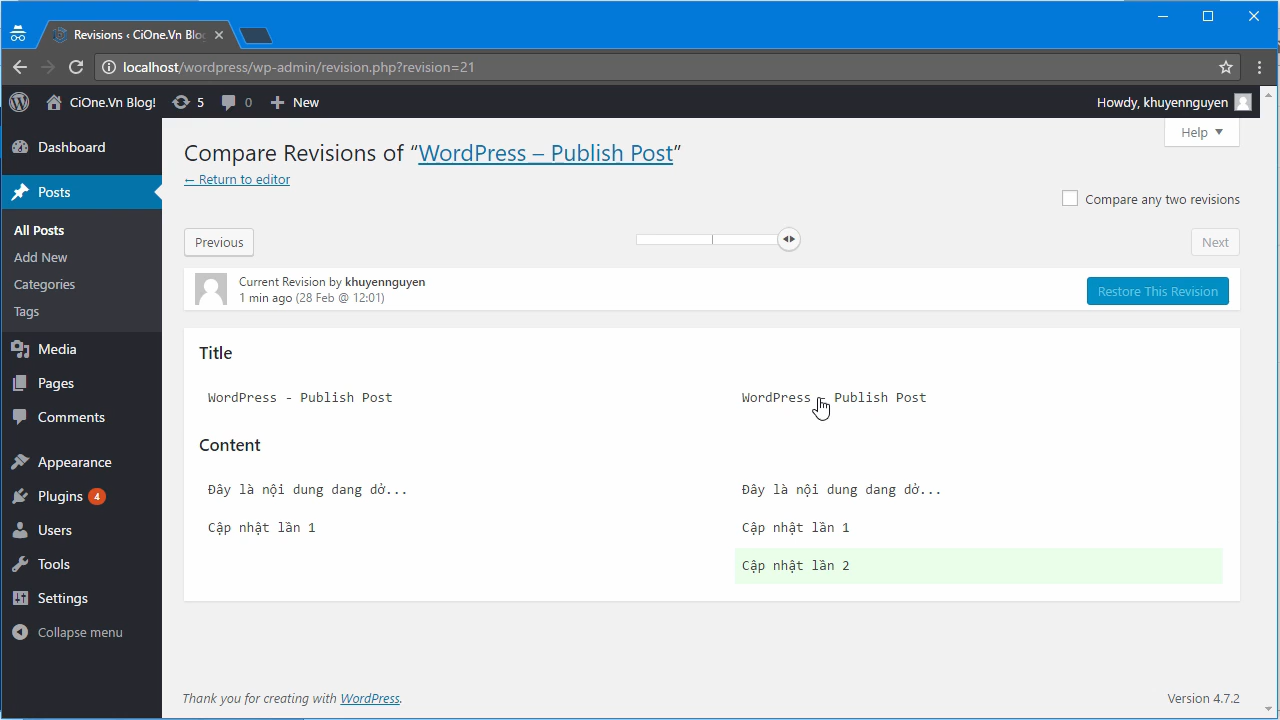 Revisions ‹ CiOne.Vn Blo
localhost/wordpress/wp-admin/revision.php?revision=21
CiOne.Vn Blog! 5 0 New Howdy, khuyennguyen
Help
Dashboard
Posts
All Posts
Add New
Categories
Tags
Media
Pages
Comments
Appearance
Plugins 4
Users
Tools
Settings
Collapse menu
Compare Revisions of “WordPress – Publish Post”
← Return to editor
Compare any two revisions
Previous
Next
Current Revision by khuyennguyen
1 min ago (28 Feb @ 12:01)
Restore This Revision
Title
WordPress - Publish Post WordPress - Publish Post
Content
Đây là nội dung dang dở... Đây là nội dung dang dở...
Cập nhật lần 1 Cập nhật lần 1
Cập nhật lần 2
Thank you for creating with WordPress.
Version 4.7.2